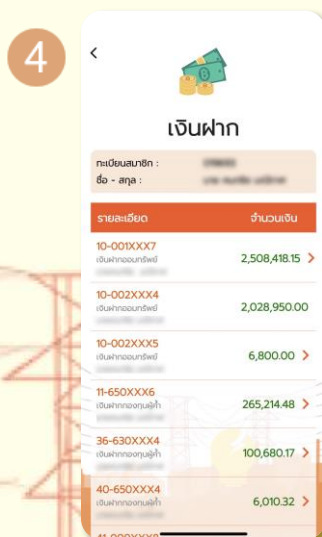 4
เงินฝาก
ทะเบียนสมาชิก :
ชื่อ - สกุล :
รายละเอียด จำนวนเงิน
10-001XXX7
เงินฝากออมทรัพย์
2,508,418.15
10-002XXX4
เงินฝากออมทรัพย์
2,028,950.00
10-002XXX5
เงินฝากออมทรัพย์
6,800.00
11-650XXX6
เงินฝากกองทุนผู้ค้ำ
265,214.48
36-630XXX4
เงินฝากกองทุนผู้ค้ำ
100,680.17
40-650XXX4
เงินฝากกองทุนผู้ค้ำ
6,010.32